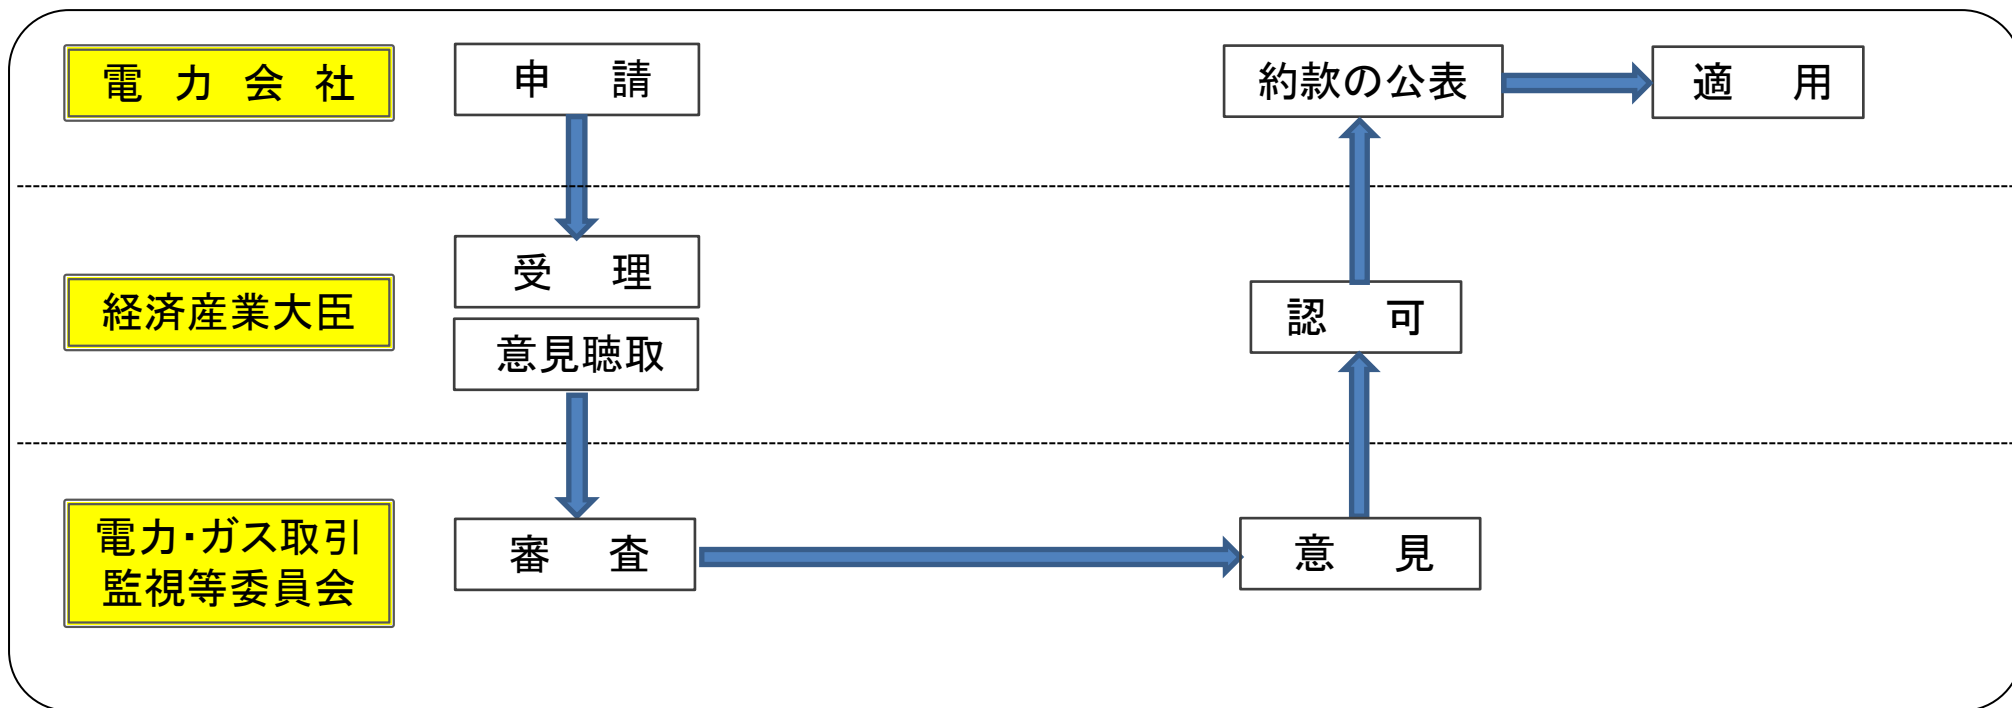 電力会社
申請
約款の公表
適用
経済産業大臣
受理
意見聴取
認可
電力・ガス取引
監視等委員会
審査
意見